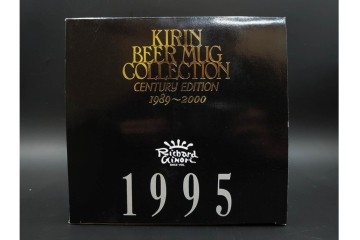 KIRIN
BEER MUG
COLLECTION
CENTURY EDITION
1989~2000
Richard
Ginori
1995